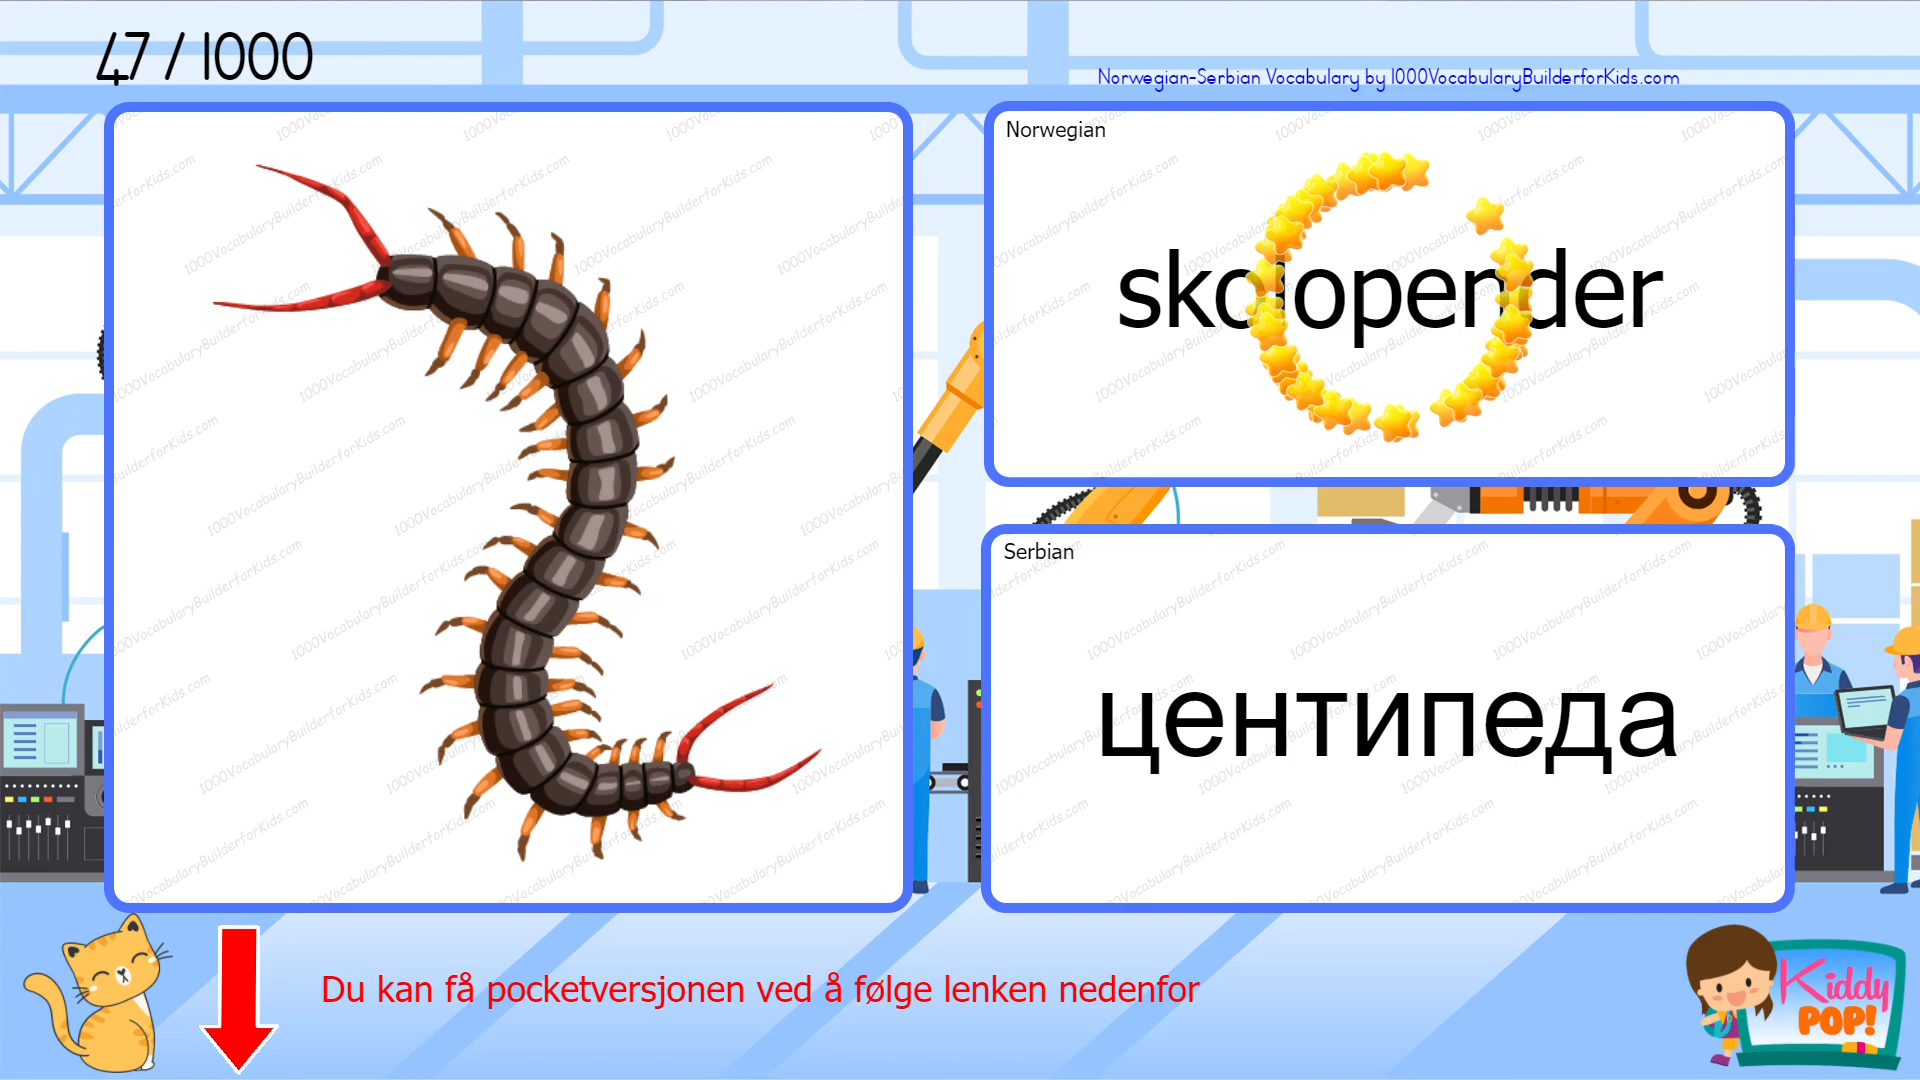 47 / 1000
Norwegian-Serbian Vocabulary by 1000VocabularyBuilderforKids.com
Norwegian
skolopender
Serbian
центипеда
Du kan få pocketversjonen ved å følge lenken nedenfor
Kiddy
POP!